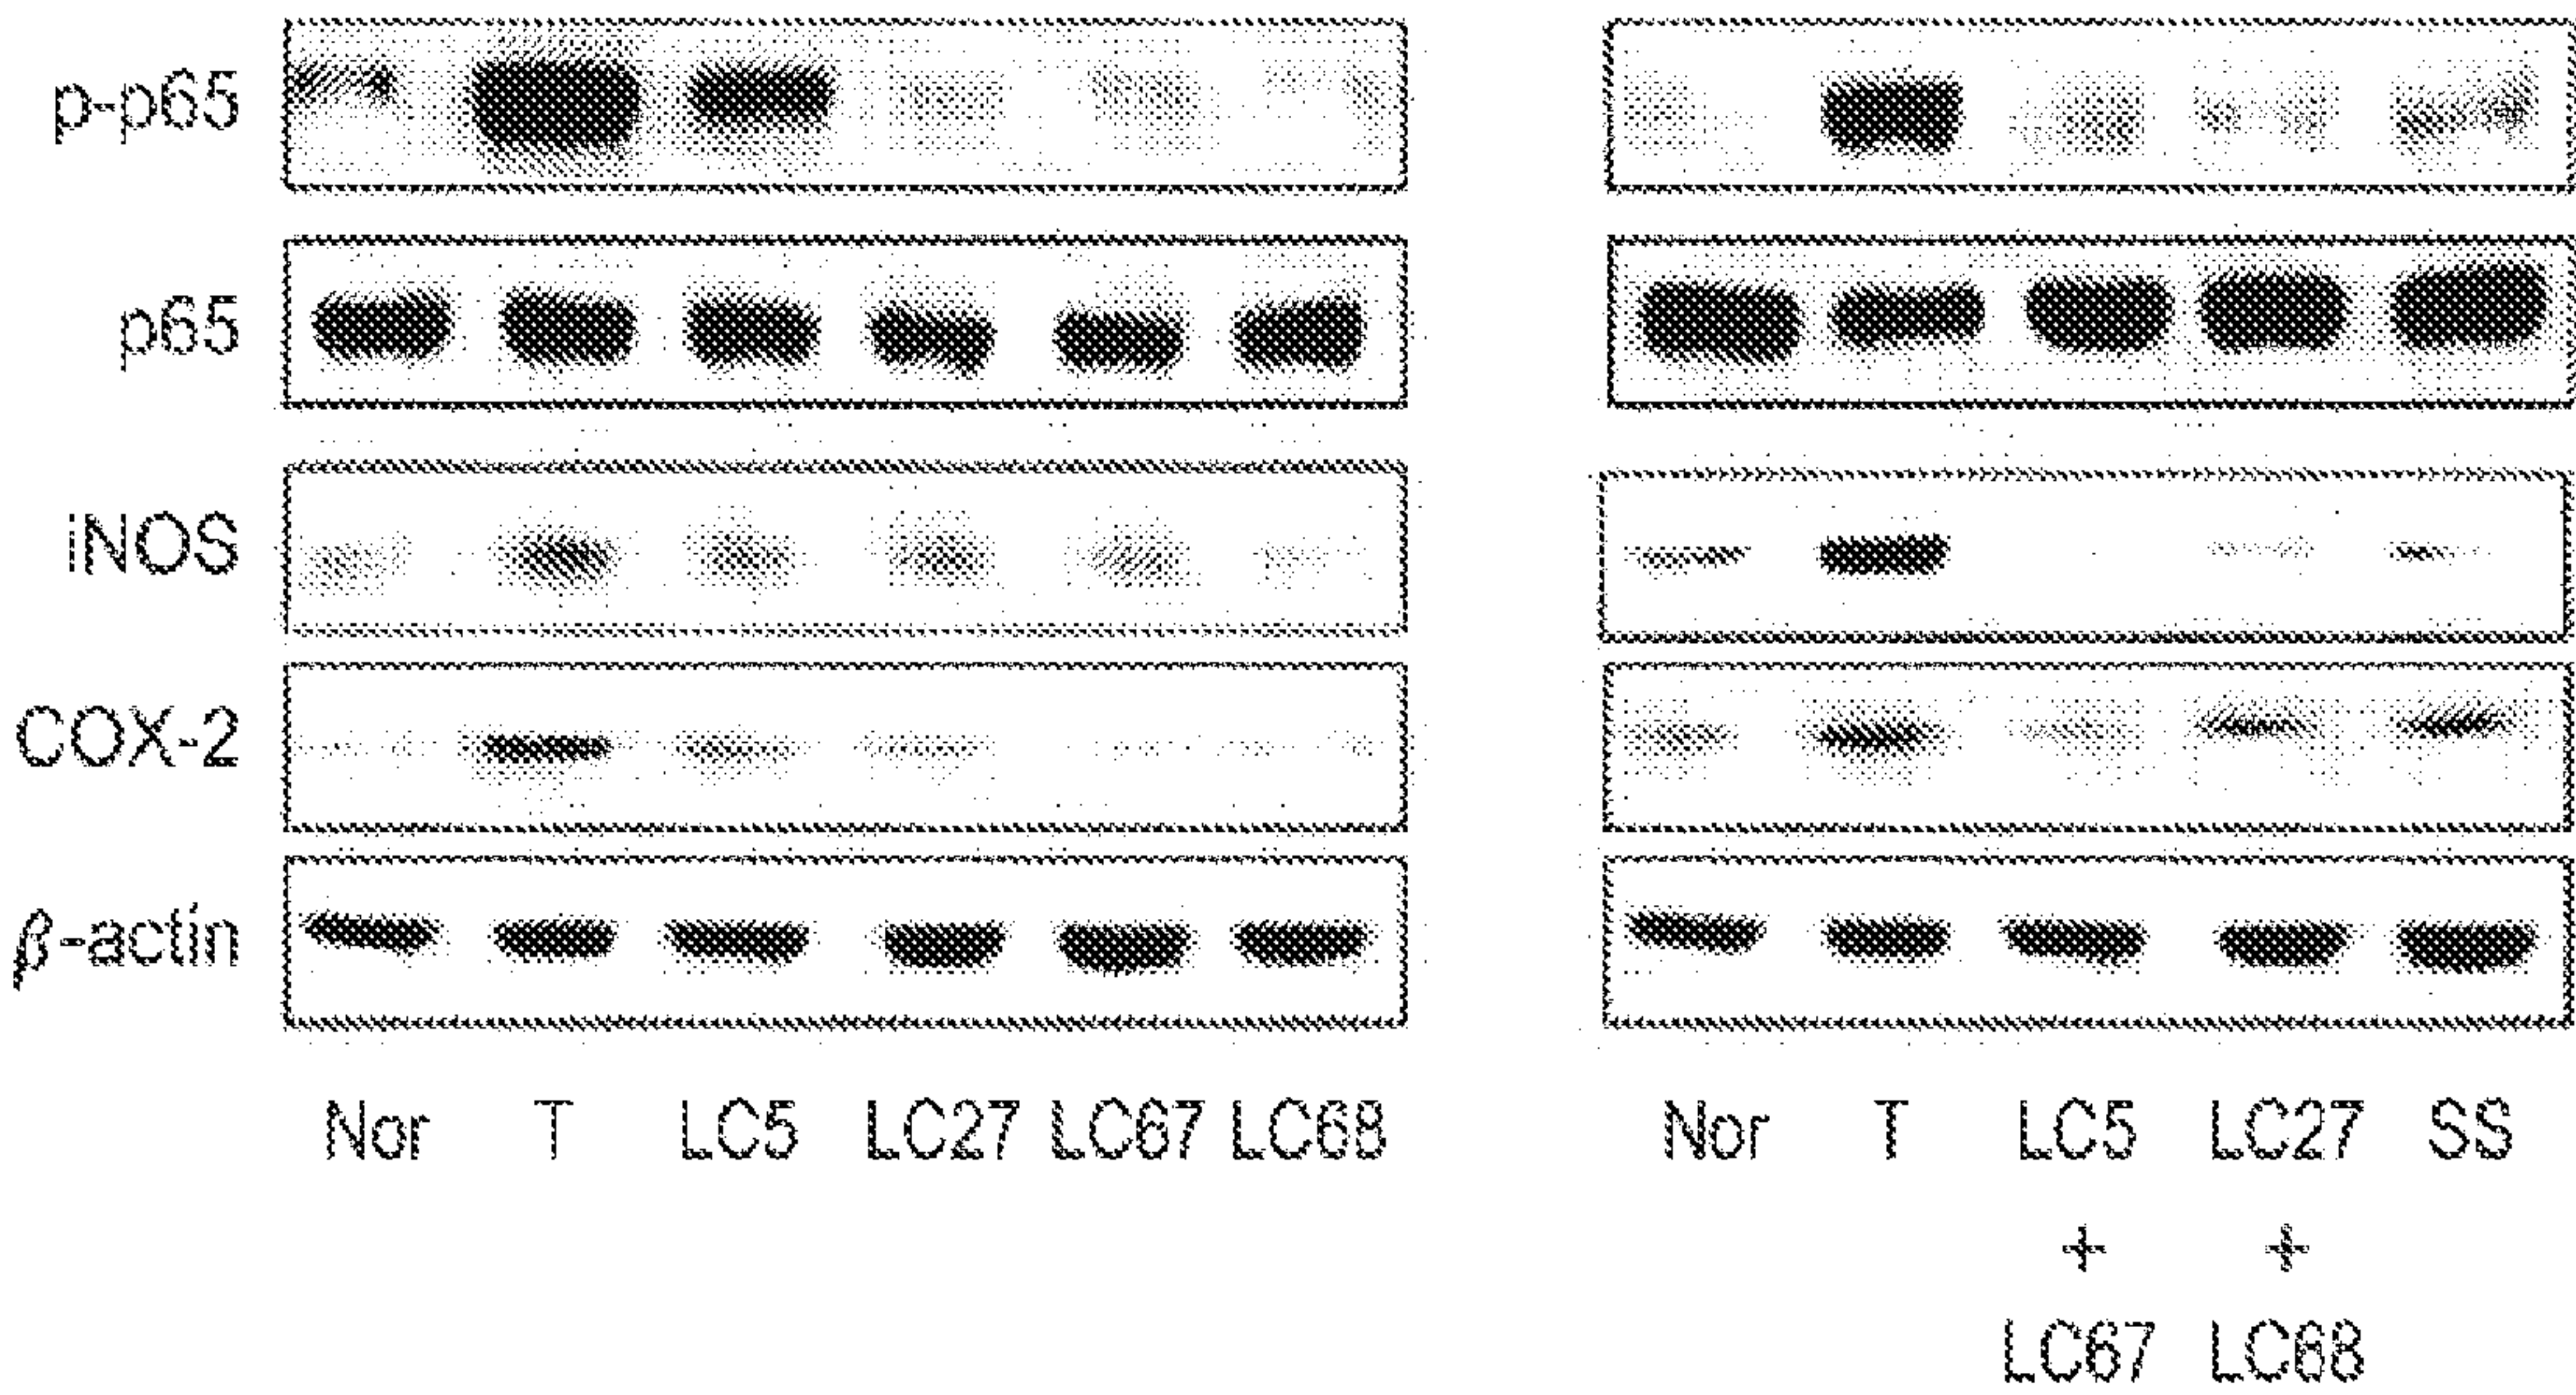 p-p65
p65
iNOS
COX-2
β-actin
Nor T LC5 LC27 LC67 LC68
Nor T LC5 LC27 SS
+ +
LC67 LC68